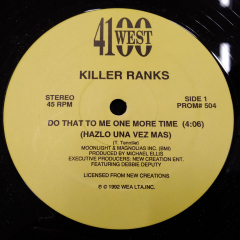 4100
WEST
KILLER RANKS
STEREO
45 RPM
SIDE 1
PROM# 504
DO THAT TO ME ONE MORE TIME (4:06)
(HAZLO UNA VEZ MAS)
(T. Tennille)
MOONLIGHT & MAGNOLIAS INC. (BMI)
PRODUCED BY MICHAEL ELLIS
EXECUTIVE PRODUCERS: NEW CREATION ENT.
FEATURING DEBBIE DEPUTY
LICENSED FROM NEW CREATIONS
℗ © 1992 WEA LTA.INC.